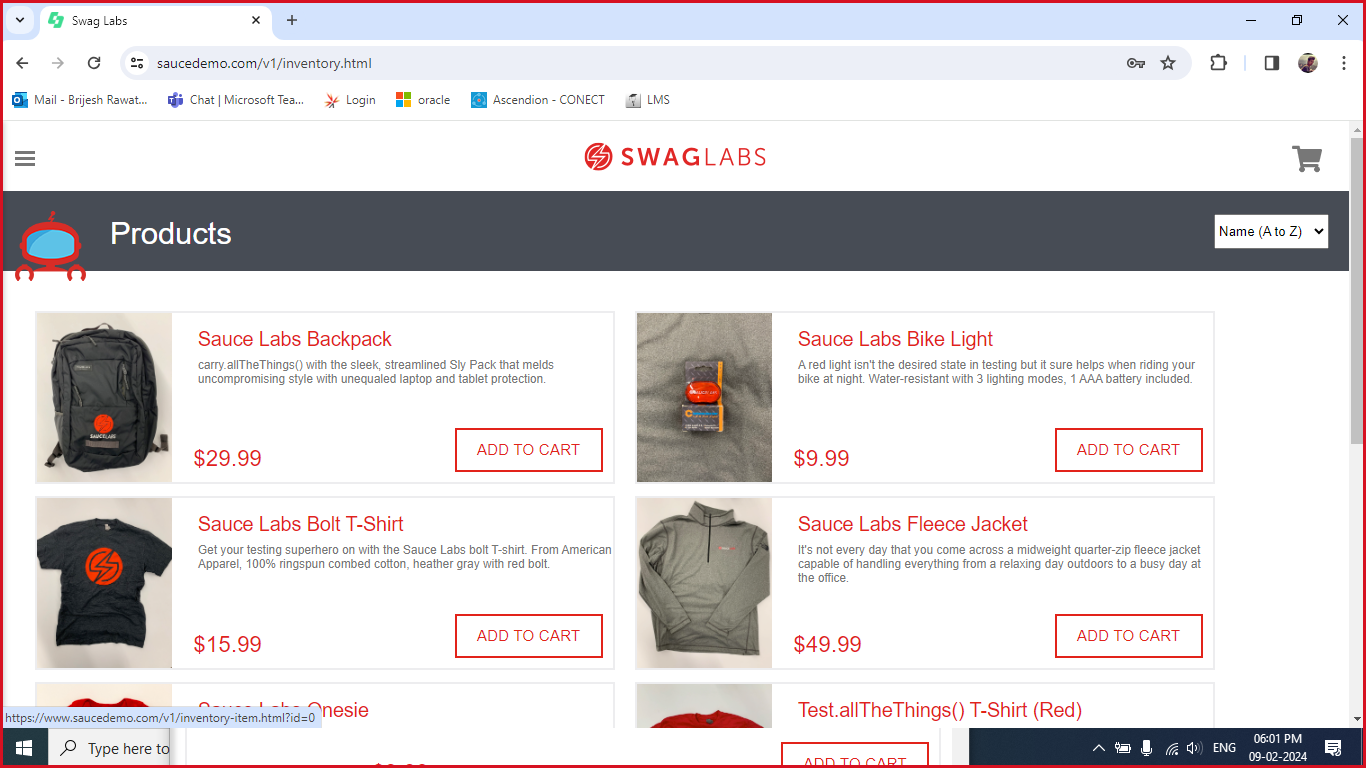 Swag Labs
saucedemo.com/v1/inventory.html
Mail - Brijesh Rawat...
Chat | Microsoft Tea...
Login
oracle
Ascendion - CONECT
LMS
SWAGLABS
Products
Name (A to Z)
Sauce Labs Backpack
carry.allTheThings() with the sleek, streamlined Sly Pack that melds
uncompromising style with unequaled laptop and tablet protection.
$29.99
ADD TO CART
Sauce Labs Bike Light
A red light isn't the desired state in testing but it sure helps when riding your
bike at night. Water-resistant with 3 lighting modes, 1 AAA battery included.
$9.99
ADD TO CART
Sauce Labs Bolt T-Shirt
Get your testing superhero on with the Sauce Labs bolt T-shirt. From American
Apparel, 100% ringspun combed cotton, heather gray with red bolt.
$15.99
ADD TO CART
Sauce Labs Fleece Jacket
It's not every day that you come across a midweight quarter-zip fleece jacket
capable of handling everything from a relaxing day outdoors to a busy day at
the office.
$49.99
ADD TO CART
Sauce Labs Onesie
Test.allTheThings() T-Shirt (Red)
https://www.saucedemo.com/v1/inventory-item.html?id=0
Type here to
ADD TO CART
ENG
06:01 PM
09-02-2024